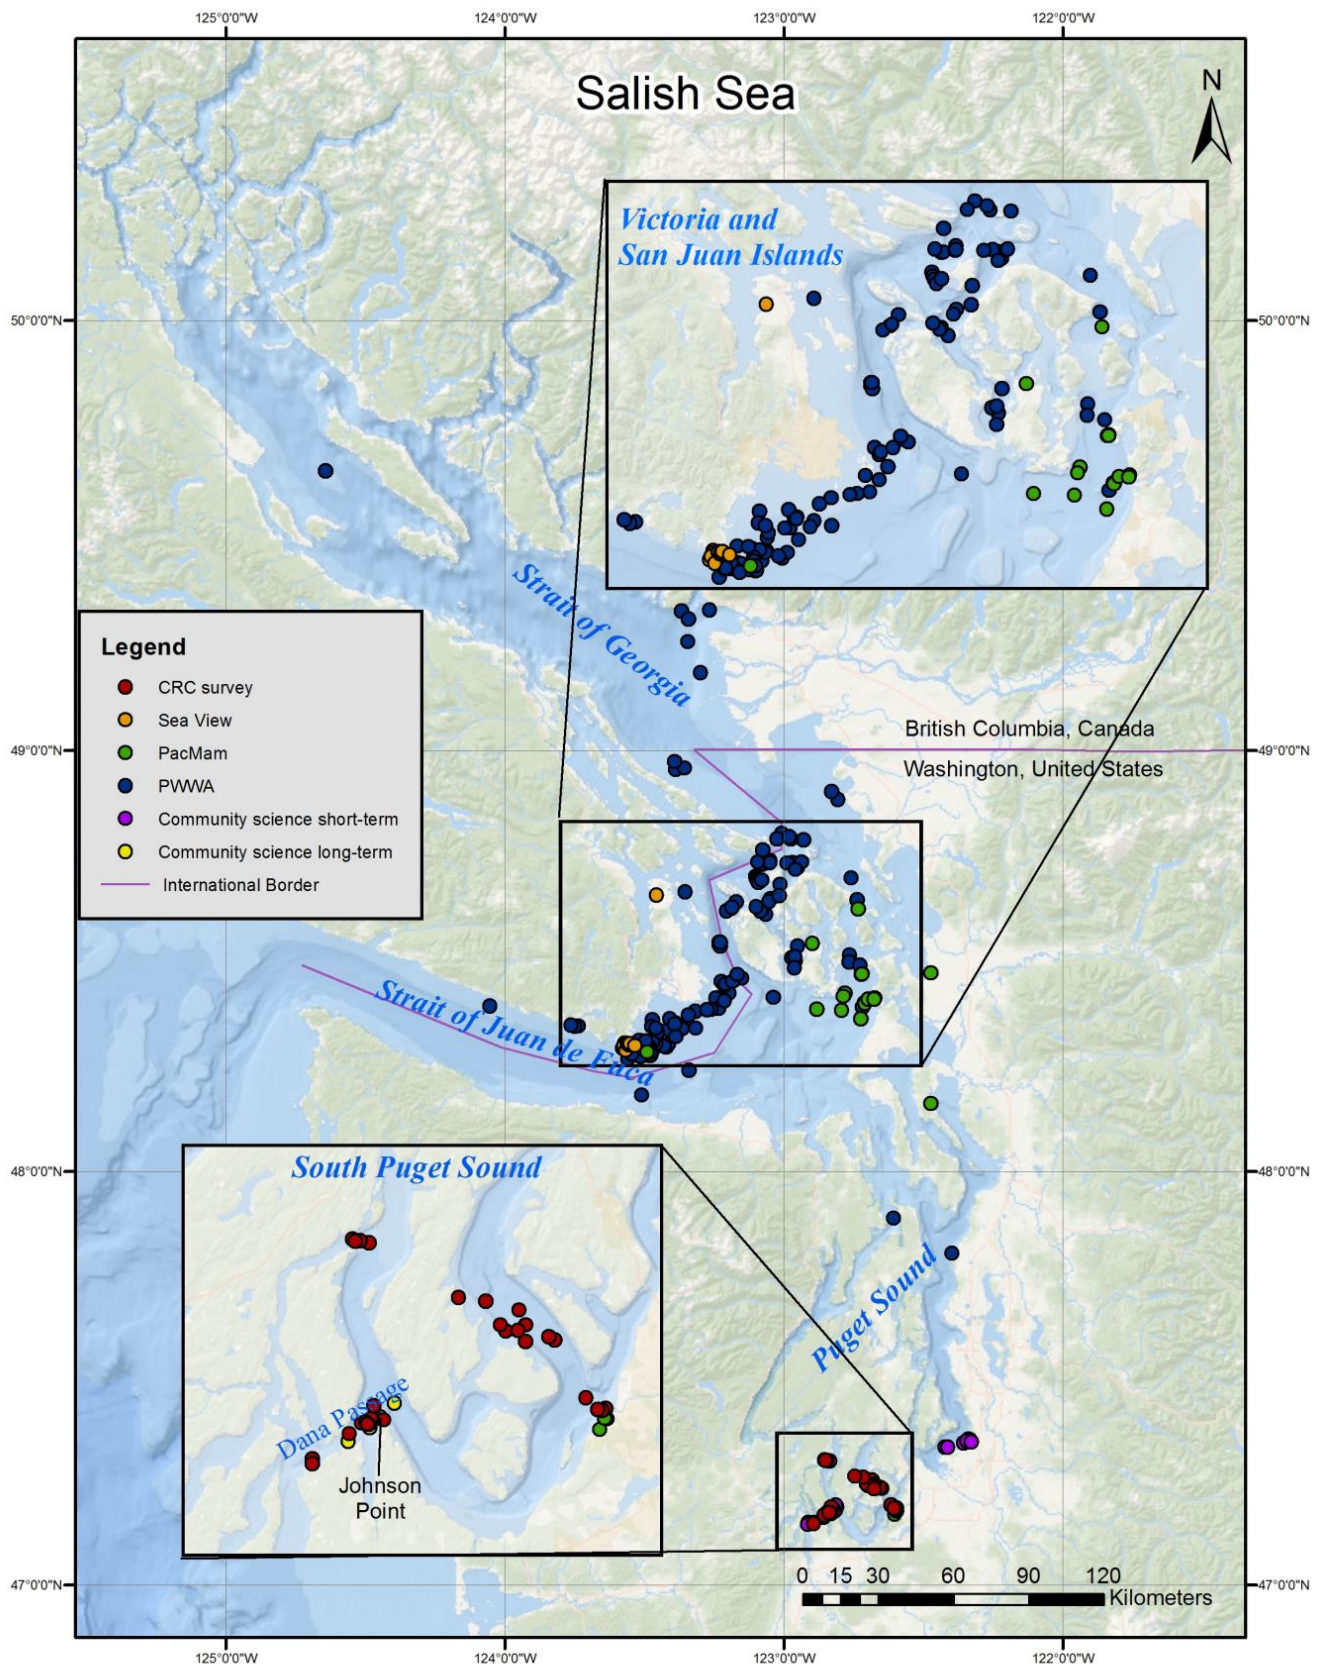 125°0'0"W 124°0'0"W 123°0'0"W 122°0'0"W
Salish Sea
N
Victoria and
San Juan Islands
50°0'0"N 50°0'0"N
Strait of Georgia
Legend
CRC survey
Sea View
PacMam
PWWA
Community science short-term
Community science long-term
International Border
British Columbia, Canada
49°0'0"N 49°0'0"N
Washington, United States
Strait of Juan de Fuca
South Puget Sound
48°0'0"N 48°0'0"N
Puget Sound
Dana Passage
Johnson
Point
0 15 30 60 90 120
Kilometers
47°0'0"N 47°0'0"N
125°0'0"W 124°0'0"W 123°0'0"W 122°0'0"W